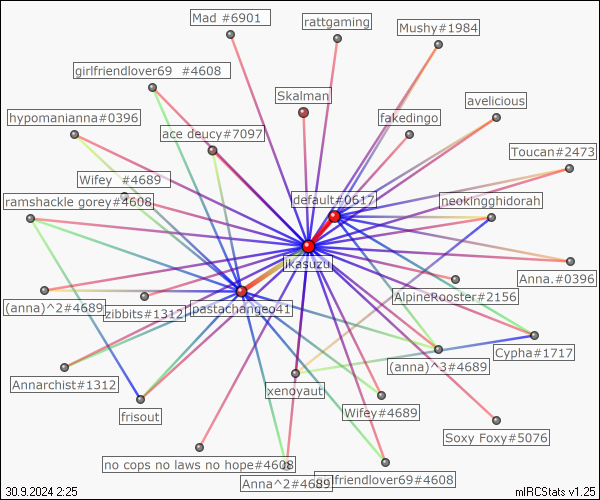 Mad #6901
rattgaming
Mushy#1984
girlfriendlover69 #4608
Skalman
avelicious
hypomanianna#0396
ace deucy#7097
fakedingo
Toucan#2473
Wifey #4689
ramshackle gorey#4608
default#0617
neokingghidorah
ikasuzu
Anna.#0396
AlpineRooster#2156
(anna)^2#4689
zibbits#1312
pastachangeo41
Cypha#1717
(anna)^3#4689
Annarchist#1312
xenoyaut
frisout
Wifey#4689
Soxy Foxy#5076
no cops no laws no hope#4608
Anna^2#4689
girlfriendlover69#4608
30.9.2024 2:25
mIRCStats v1.25